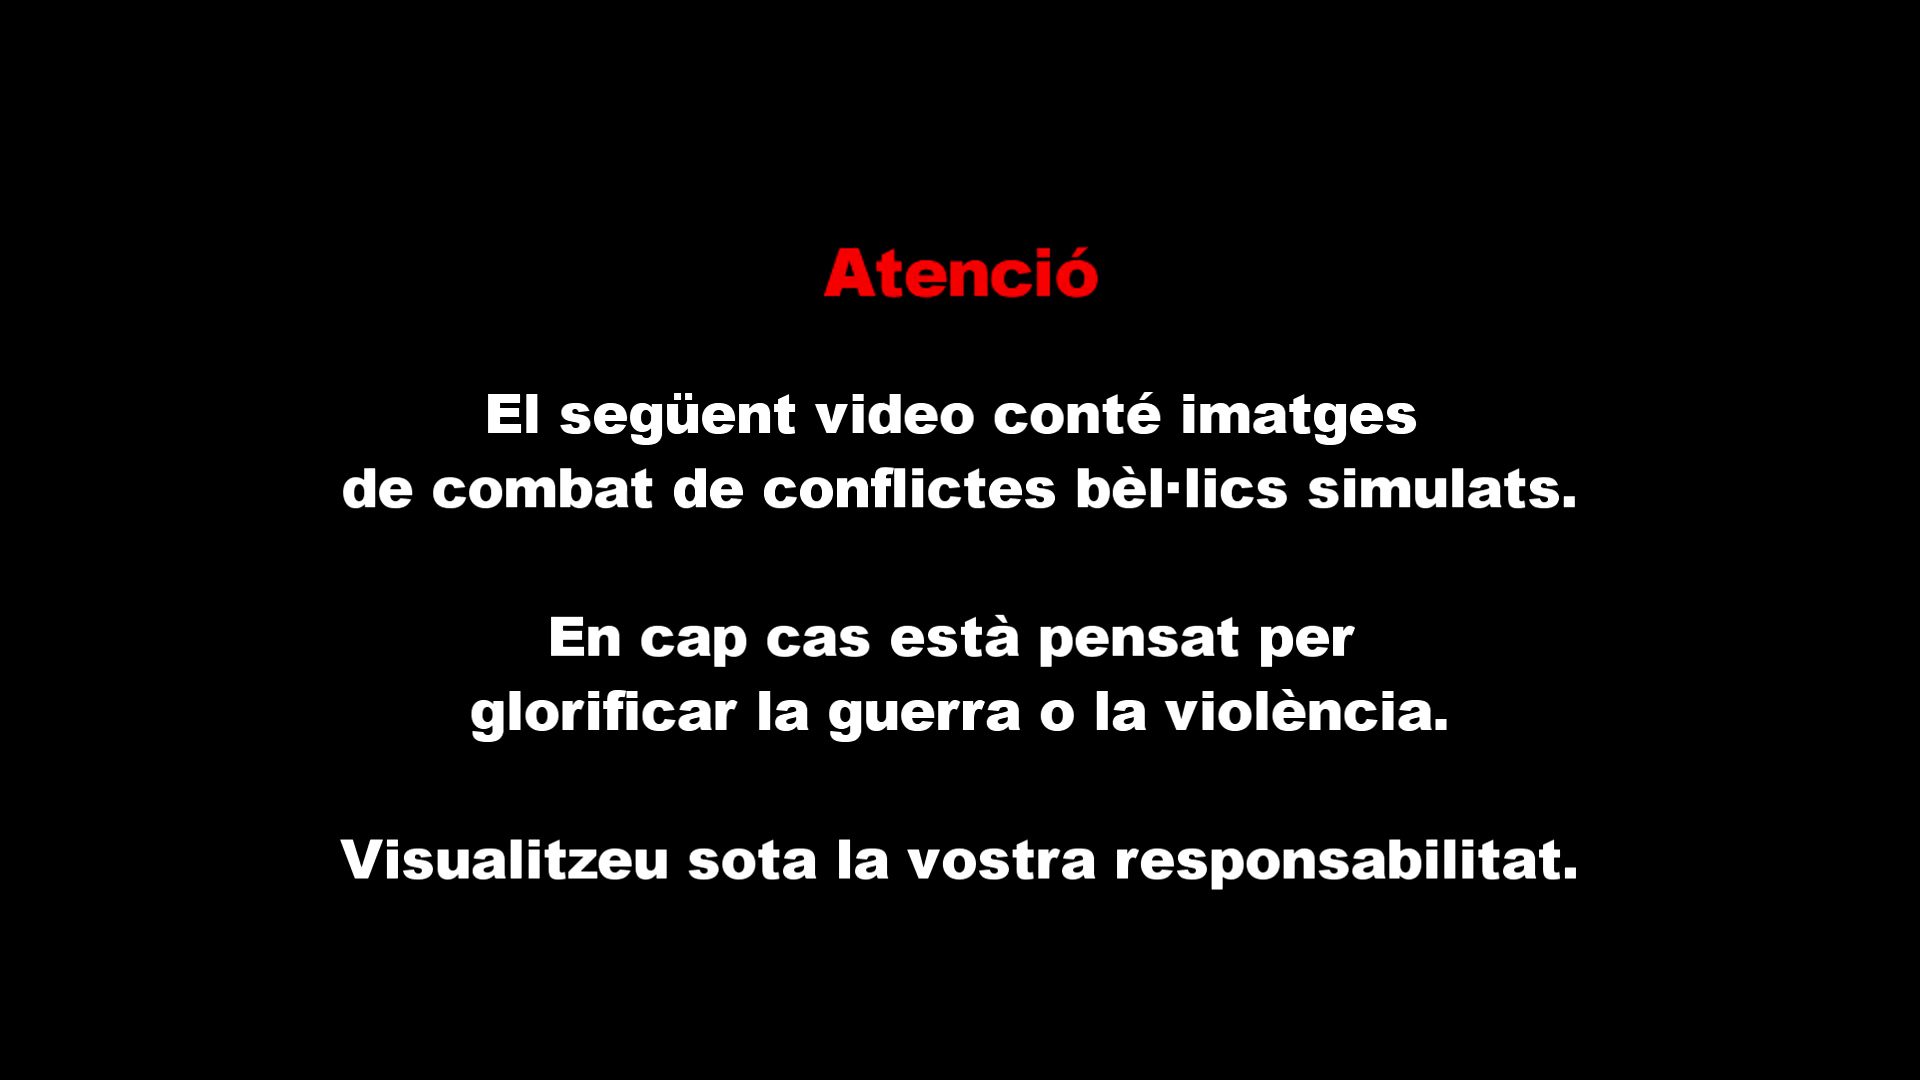 Atenció
El següent video conté imatges
de combat de conflictes bèl·lics simulats.
En cap cas està pensat per
glorificar la guerra o la violència.
Visualitzeu sota la vostra responsabilitat.